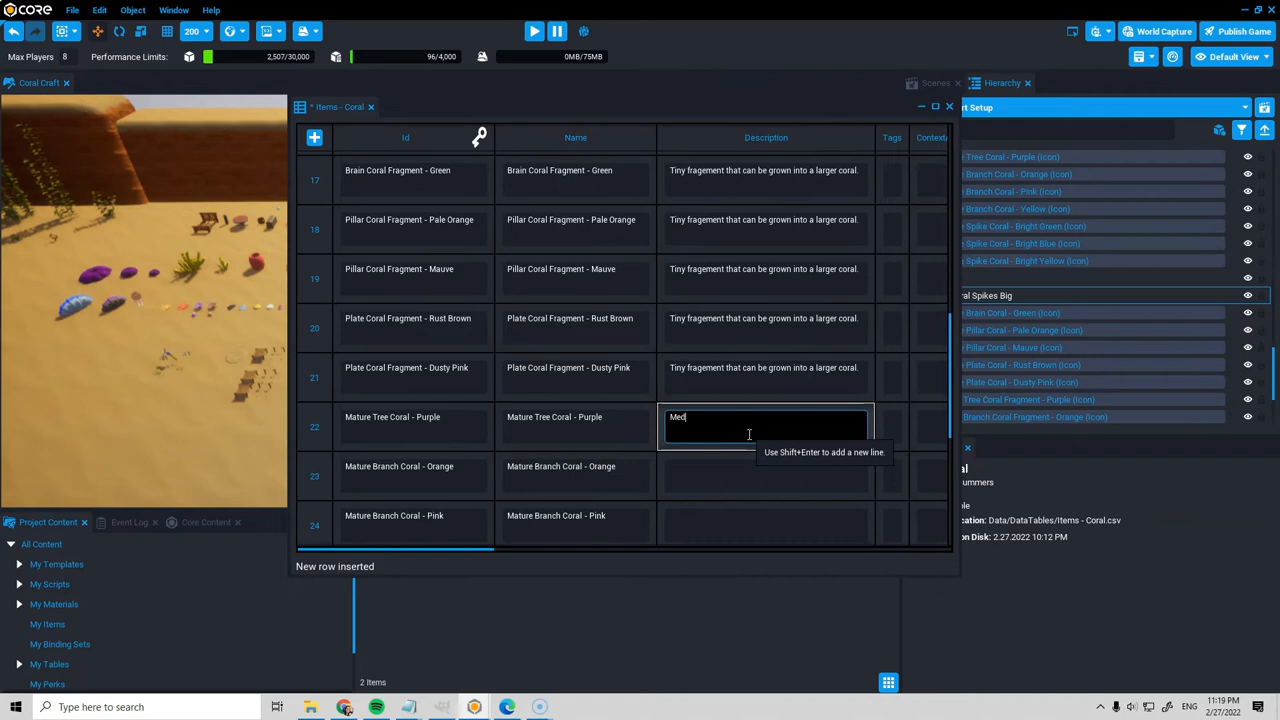 CORE File Edit Object Window Help
200
World Capture Publish Game
Max Players 8 Performance Limits: 2,507/30,000 96/4,000 0MB/75MB
Default View
Coral Craft
Scenes Hierarchy
* Items - Coral
rt Setup
Id Name Description Tags Context
17 Brain Coral Fragment - Green Brain Coral Fragment - Green Tiny fragement that can be grown into a larger coral.
18 Pillar Coral Fragment - Pale Orange Pillar Coral Fragment - Pale Orange Tiny fragement that can be grown into a larger coral.
19 Pillar Coral Fragment - Mauve Pillar Coral Fragment - Mauve Tiny fragement that can be grown into a larger coral.
20 Plate Coral Fragment - Rust Brown Plate Coral Fragment - Rust Brown Tiny fragement that can be grown into a larger coral.
21 Plate Coral Fragment - Dusty Pink Plate Coral Fragment - Dusty Pink Tiny fragement that can be grown into a larger coral.
22 Mature Tree Coral - Purple Mature Tree Coral - Purple Med
Use Shift+Enter to add a new line.
23 Mature Branch Coral - Orange Mature Branch Coral - Orange
24 Mature Branch Coral - Pink Mature Branch Coral - Pink
New row inserted
e Tree Coral - Purple (Icon)
e Branch Coral - Orange (Icon)
e Branch Coral - Pink (Icon)
e Branch Coral - Yellow (Icon)
e Spike Coral - Bright Green (Icon)
e Spike Coral - Bright Blue (Icon)
e Spike Coral - Bright Yellow (Icon)
ral Spikes Big
e Brain Coral - Green (Icon)
e Pillar Coral - Pale Orange (Icon)
e Pillar Coral - Mauve (Icon)
e Plate Coral - Rust Brown (Icon)
e Plate Coral - Dusty Pink (Icon)
e Tree Coral Fragment - Purple (Icon)
e Branch Coral Fragment - Orange (Icon)
al
ummers
ple
cation: Data/DataTables/Items - Coral.csv
on Disk: 2.27.2022 10:12 PM
Project Content Event Log Core Content
All Content
My Templates
My Scripts
My Materials
My Items
My Binding Sets
My Tables
My Perks
2 Items
Type here to search
ENG
11:19 PM
2/27/2022